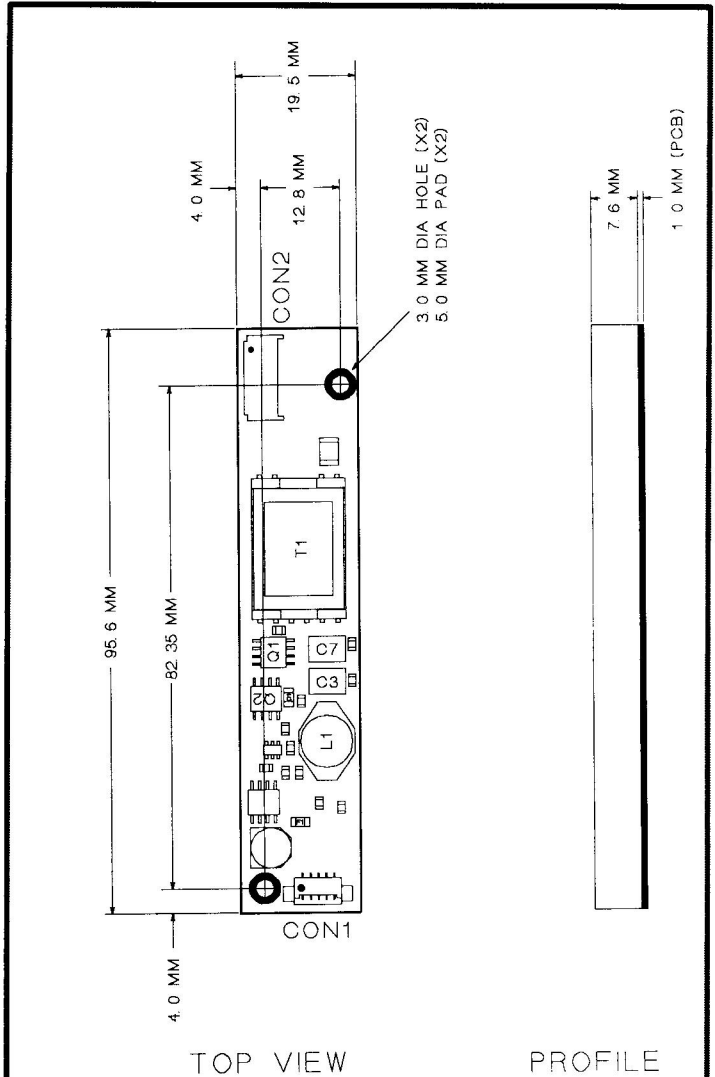 19.5 MM
4.0 MM
12.8 MM
3.0 MM DIA HOLE (X2)
5.0 MM DIA PAD (X2)
7.6 MM
1.0 MM (PCB)
CON2
95.6 MM
82.35 MM
T1
Q1
C7
Q2
C3
L1
CON1
4.0 MM
TOP VIEW
PROFILE